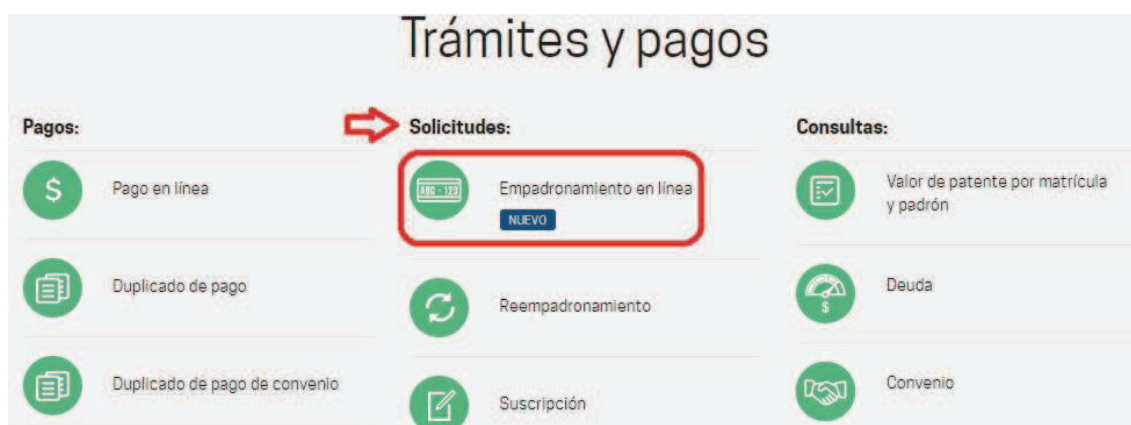 Trámites y pagos
Pagos:
$
Pago en línea
Duplicado de pago
Duplicado de pago de convenio
Solicitudes:
ABC - 123
Empadronamiento en línea
NUEVO
Reempadronamiento
Suscripción
Consultas:
Valor de patente por matrícula
y padrón
$
Deuda
Convenio